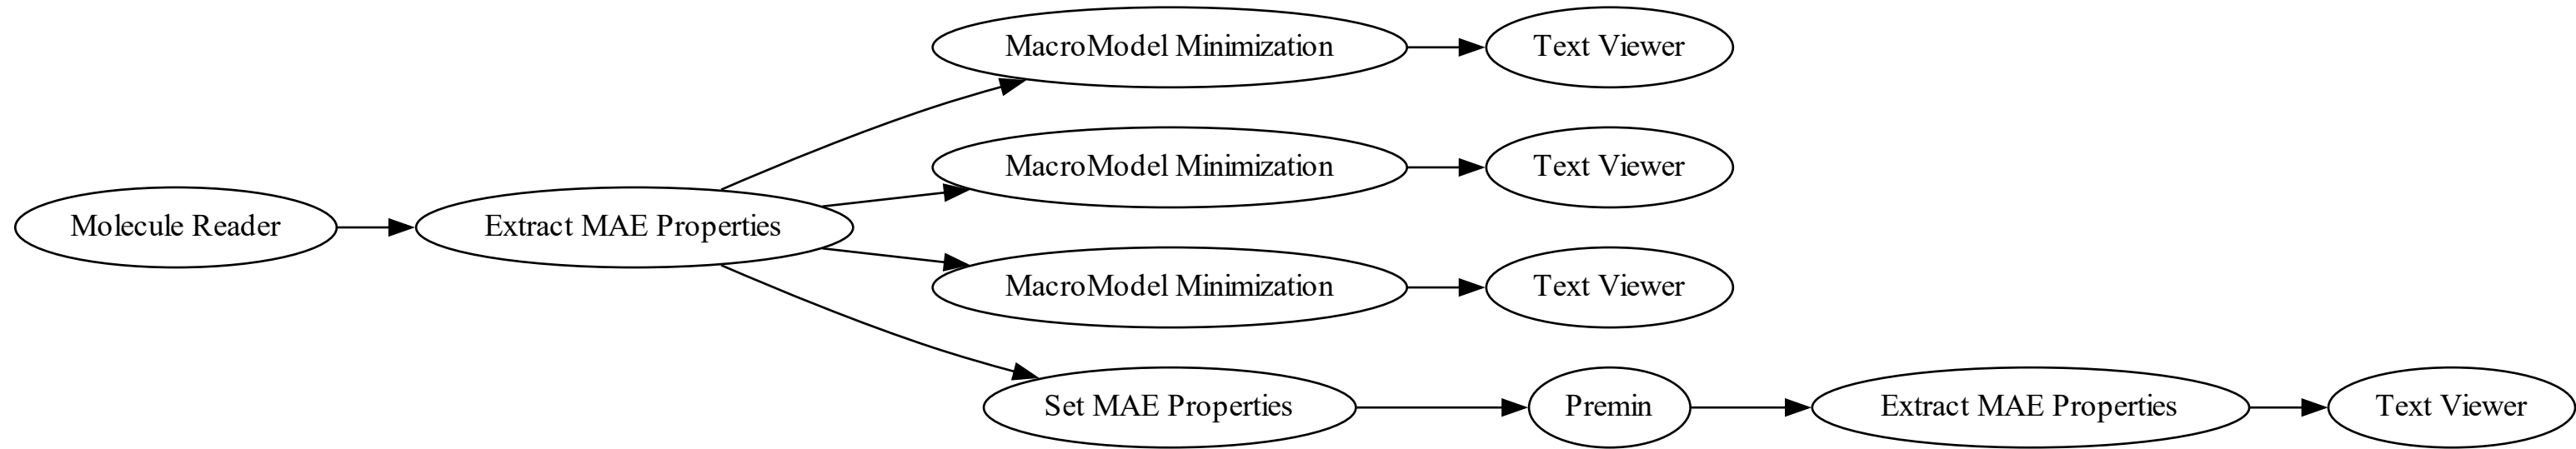 MacroModel Minimization
Text Viewer
MacroModel Minimization
Text Viewer
Molecule Reader
Extract MAE Properties
MacroModel Minimization
Text Viewer
Set MAE Properties
Premin
Extract MAE Properties
Text Viewer